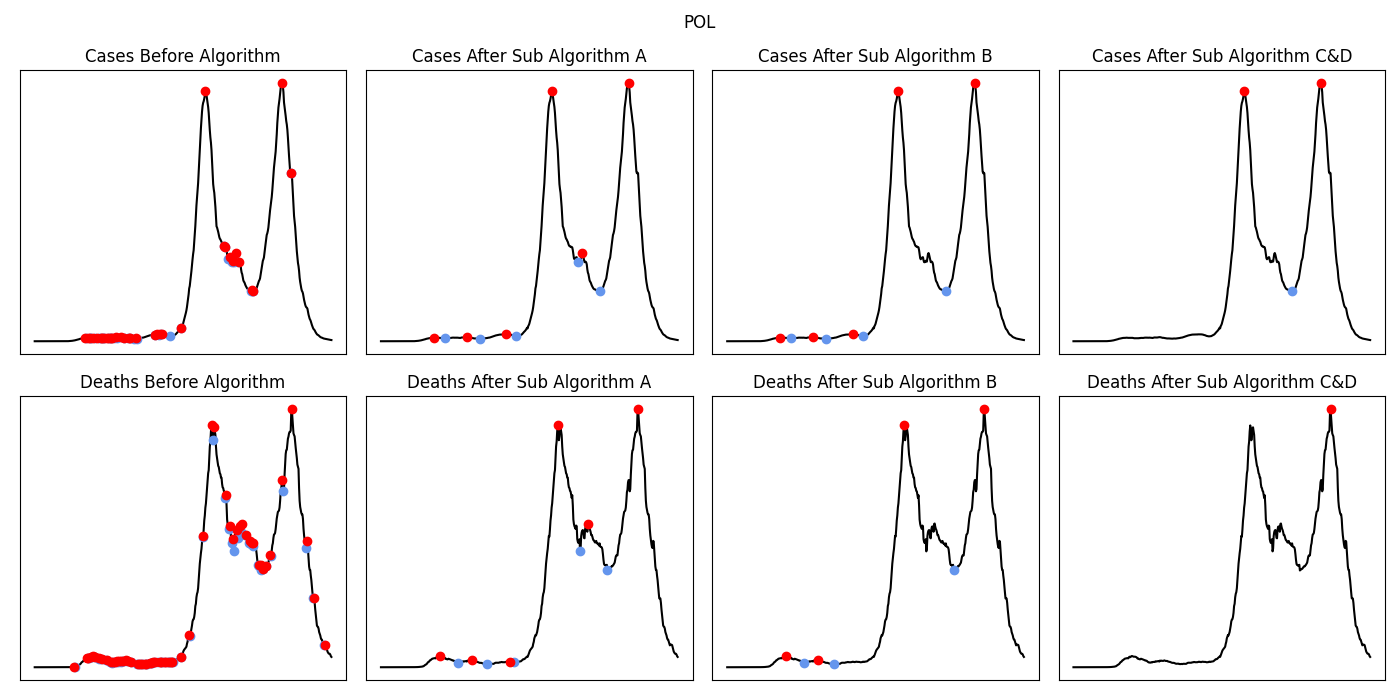 POL
Cases Before Algorithm
Cases After Sub Algorithm A
Cases After Sub Algorithm B
Cases After Sub Algorithm C&D
Deaths Before Algorithm
Deaths After Sub Algorithm A
Deaths After Sub Algorithm B
Deaths After Sub Algorithm C&D